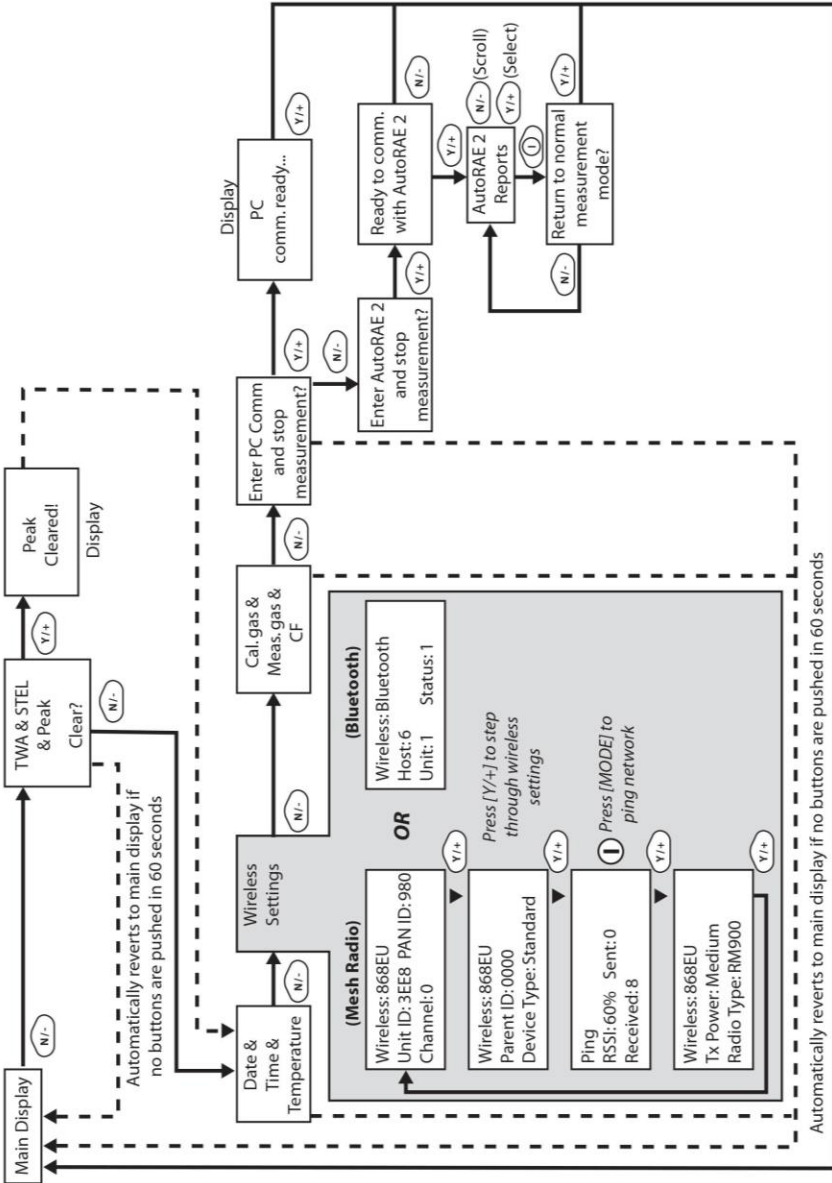 Main Display
N/-
TWA & STEL
& Peak
Clear?
Y/+
Peak
Cleared!
Display
N/-
Automatically reverts to main display if
no buttons are pushed in 60 seconds
Date &
Time &
Temperature
N/-
Wireless
Settings
N/-
Cal. gas &
Meas. gas &
CF
N/-
Enter PC Comm
and stop
measurement?
Y/+
Display
PC
comm. ready...
Y/+
N/-
Enter AutoRAE 2
and stop
measurement?
Y/+
Ready to comm.
with AutoRAE 2
N/-
Y/+
AutoRAE 2
Reports
N/- (Scroll)
Y/+ (Select)
Return to normal
measurement
mode?
N/-
Y/+
(Mesh Radio)
Wireless: 868EU
Unit ID: 3EE8 PAN ID: 980
Channel: 0
Y/+
Wireless: 868EU
Parent ID: 0000
Device Type: Standard
Y/+
Ping
RSSI: 60% Sent: 0
Received: 8
Y/+
Wireless: 868EU
Tx Power: Medium
Radio Type: RM900
Y/+
OR
(Bluetooth)
Wireless: Bluetooth
Host: 6
Unit: 1 Status: 1
Press [Y/+] to step
through wireless
settings
Press [MODE] to
ping network
Automatically reverts to main display if no buttons are pushed in 60 seconds